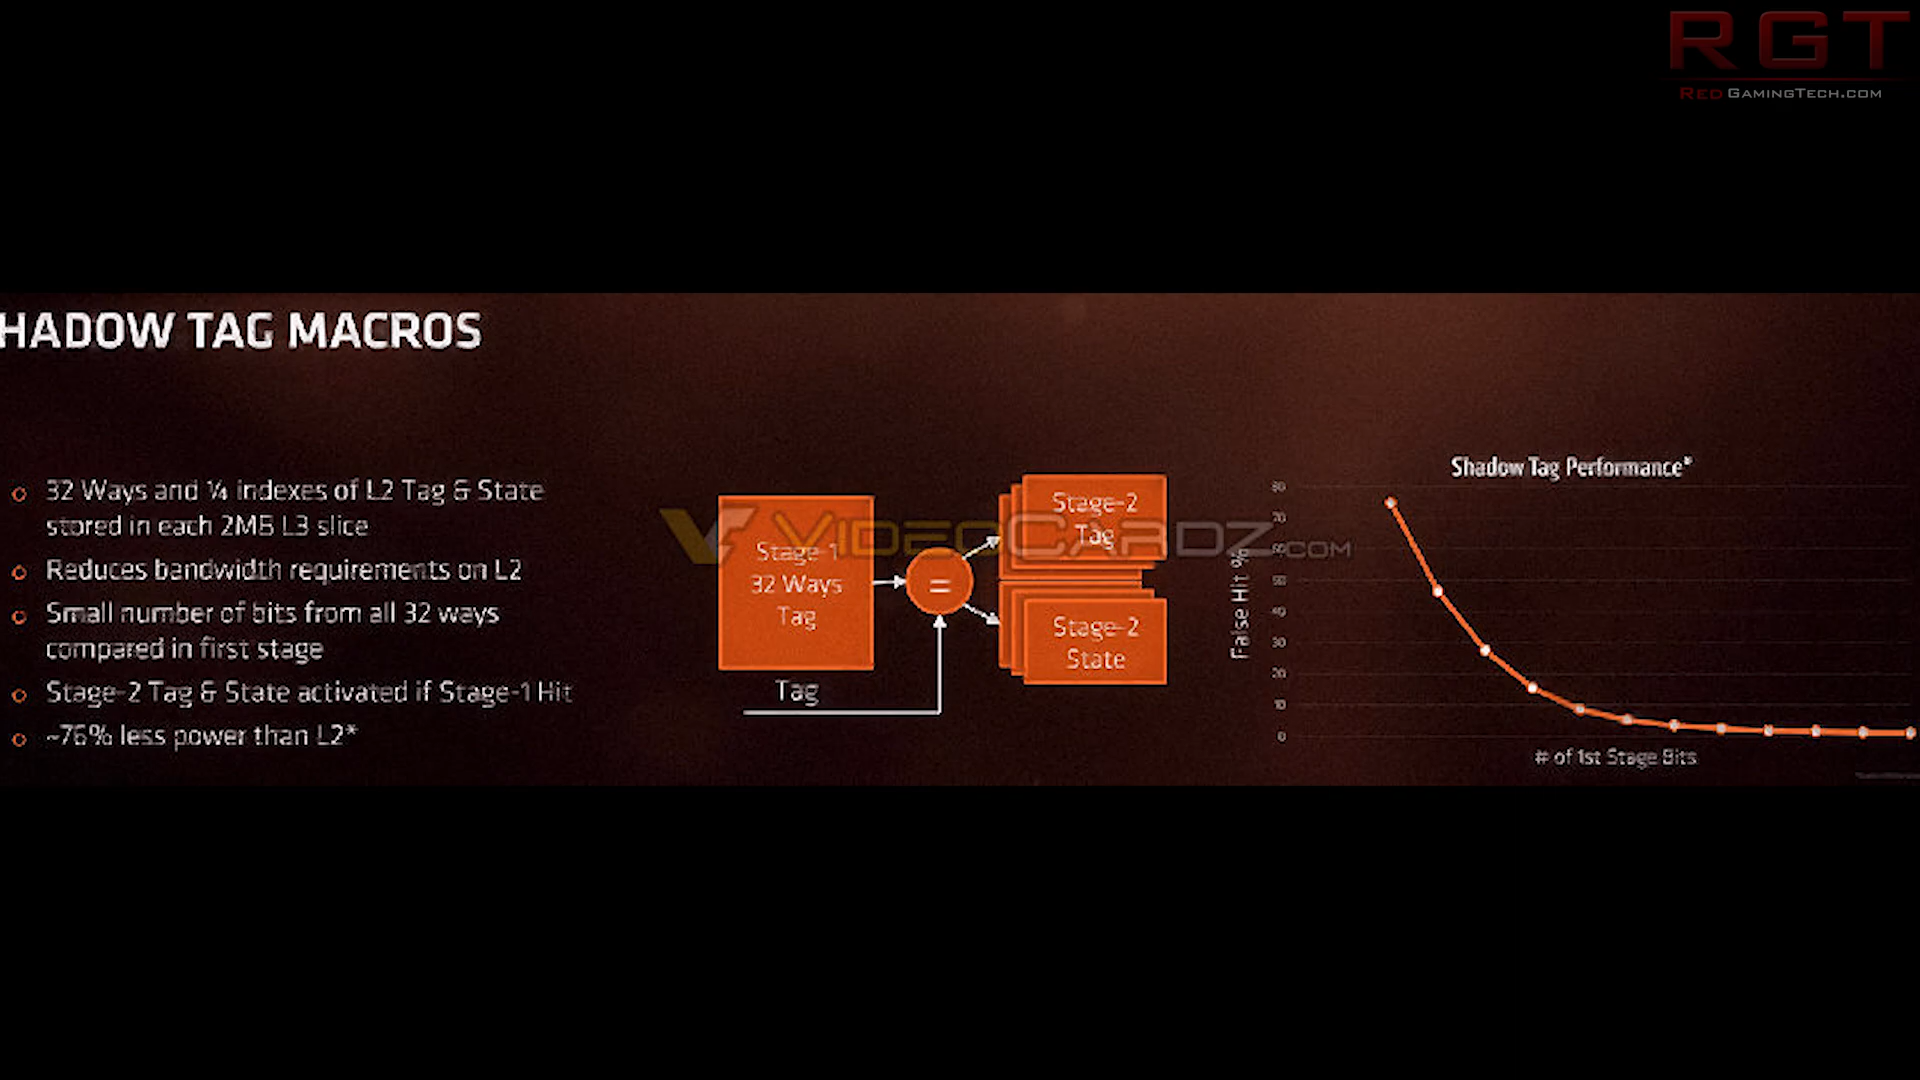 RGT
REDGAMINGTECH.COM
HADOW TAG MACROS
32 Ways and ¼ indexes of L2 Tag & State
stored in each 2MB L3 slice
Reduces bandwidth requirements on L2
Small number of bits from all 32 ways
compared in first stage
Stage-2 Tag & State activated if Stage-1 Hit
~76% less power than L2*
Stage-1
32 Ways
Tag
=
Tag
Stage-2
Tag
Stage-2
State
VIDEOCARDZ.COM
Shadow Tag Performance*
False Hit %
80
70
60
50
40
30
20
10
0
# of 1st Stage Bits